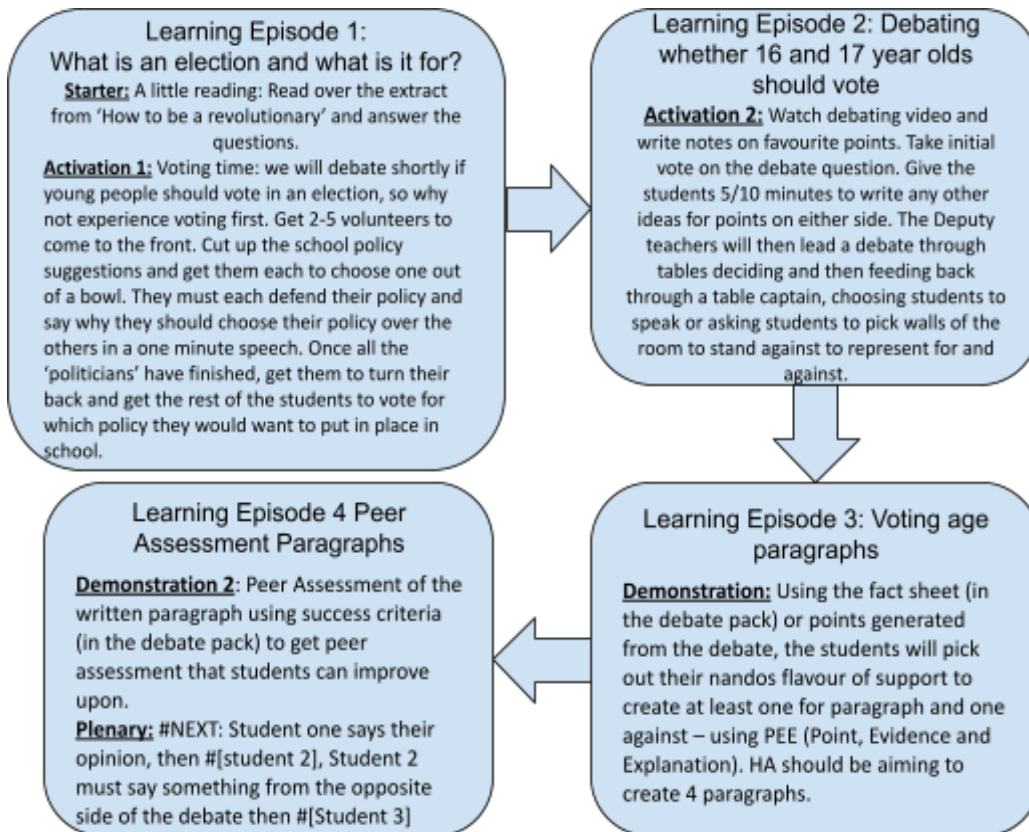 Learning Episode 1:
What is an election and what is it for?
Starter: A little reading: Read over the extract
from ‘How to be a revolutionary’ and answer the
questions.
Activation 1: Voting time: we will debate shortly if
young people should vote in an election, so why
not experience voting first. Get 2-5 volunteers to
come to the front. Cut up the school policy
suggestions and get them each to choose one out
of a bowl. They must each defend their policy and
say why they should choose their policy over the
others in a one minute speech. Once all the
‘politicians’ have finished, get them to turn their
back and get the rest of the students to vote for
which policy they would want to put in place in
school.
Learning Episode 2: Debating
whether 16 and 17 year olds
should vote
Activation 2: Watch debating video and
write notes on favourite points. Take initial
vote on the debate question. Give the
students 5/10 minutes to write any other
ideas for points on either side. The Deputy
teachers will then lead a debate through
tables deciding and then feeding back
through a table captain, choosing students to
speak or asking students to pick walls of the
room to stand against to represent for and
against.
Learning Episode 3: Voting age
paragraphs
Demonstration: Using the fact sheet (in
the debate pack) or points generated
from the debate, the students will pick
out their nandos flavour of support to
create at least one for paragraph and one
against – using PEE (Point, Evidence and
Explanation). HA should be aiming to
create 4 paragraphs.
Learning Episode 4 Peer
Assessment Paragraphs
Demonstration 2: Peer Assessment of the
written paragraph using success criteria
(in the debate pack) to get peer
assessment that students can improve
upon.
Plenary: #NEXT: Student one says their
opinion, then #[student 2], Student 2
must say something from the opposite
side of the debate then #[Student 3]